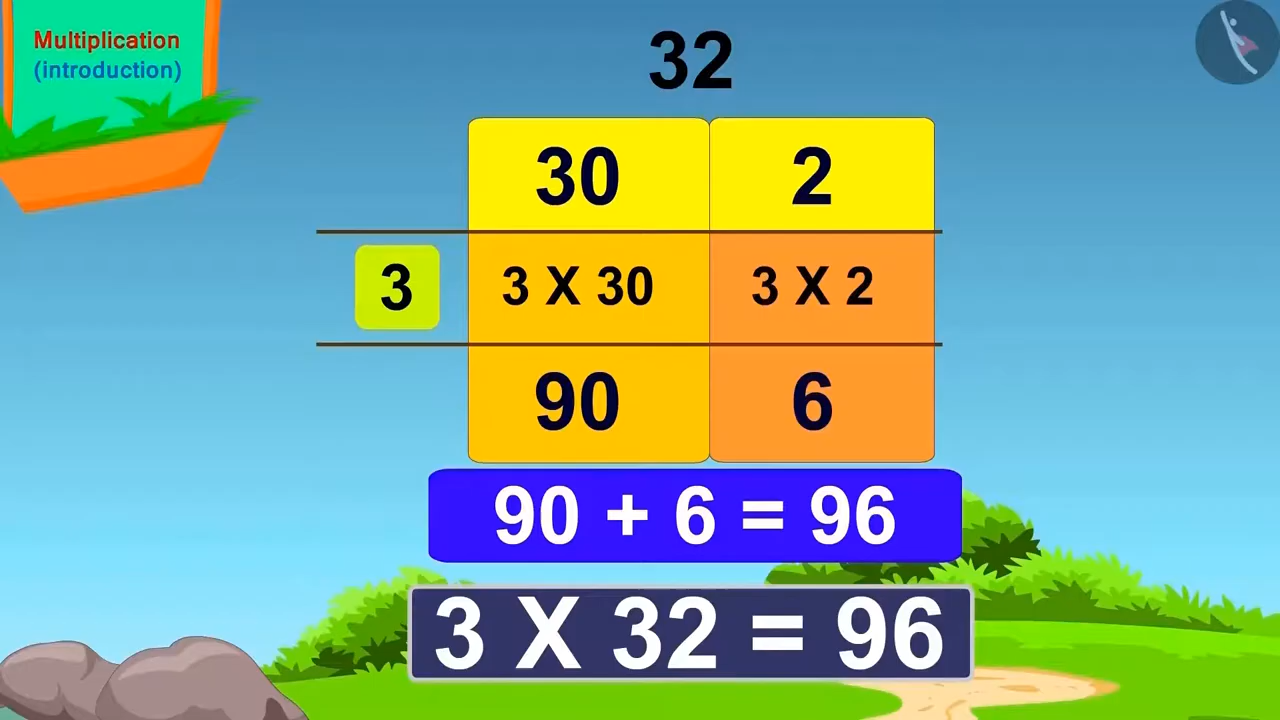 Multiplication
(introduction)
32
30 2
3 3 X 30 3 X 2
90 6
90 + 6 = 96
3 X 32 = 96